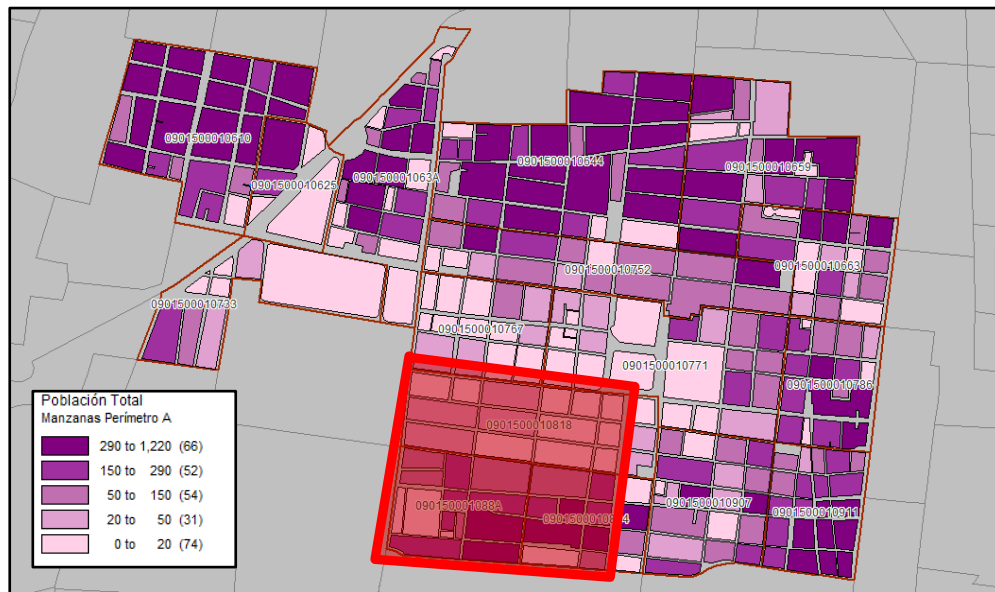 0901500010610
0901500010625
090150001063A
0901500010644
0901500010659
0901500010663
0901500010752
0901500010733
0901500010767
0901500010771
0901500010786
0901500010818
090150001088A
0901500010907
0901500010911
Población Total
Manzanas Perímetro A
290 to 1,220 (66)
150 to 290 (52)
50 to 150 (54)
20 to 50 (31)
0 to 20 (74)